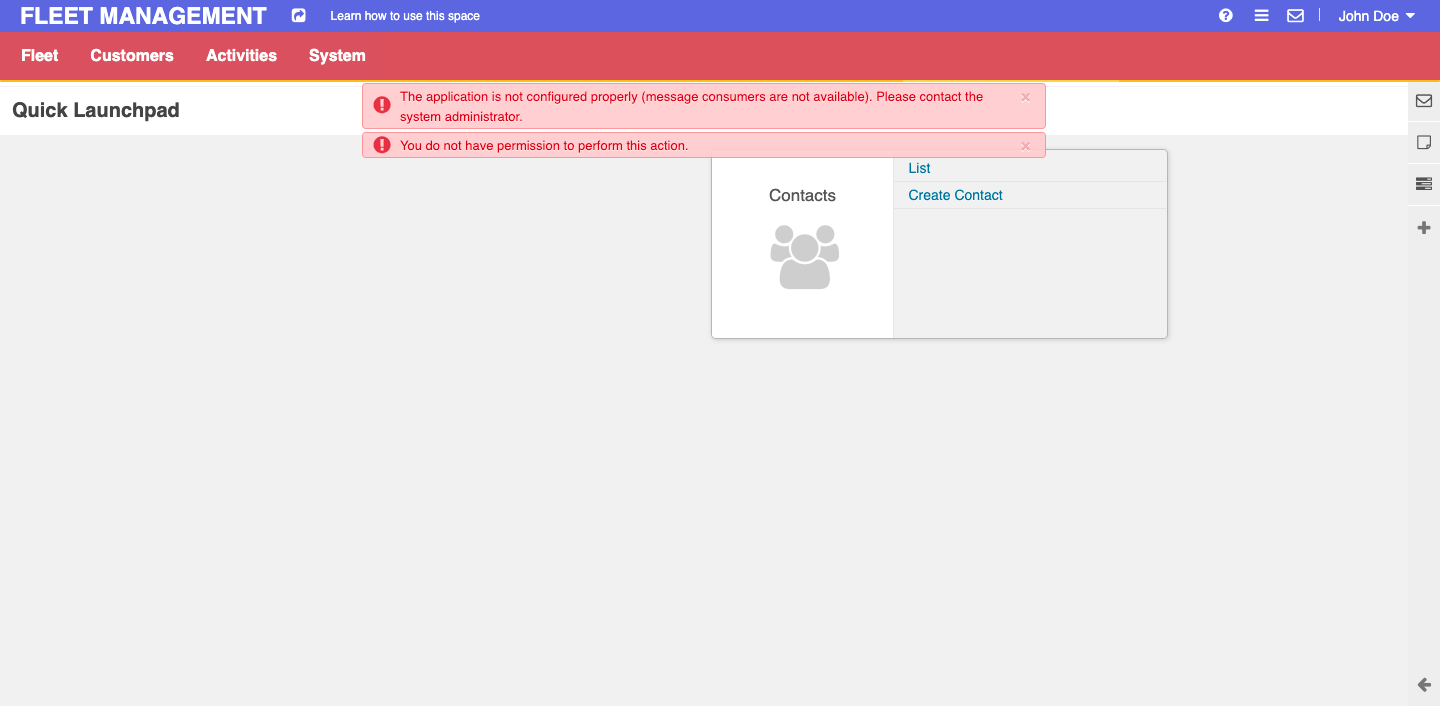 FLEET MANAGEMENT Learn how to use this space John Doe
Fleet Customers Activities System
The application is not configured properly (message consumers are not available). Please contact the
system administrator.
×
Quick Launchpad
You do not have permission to perform this action.
×
List
Contacts
Create Contact